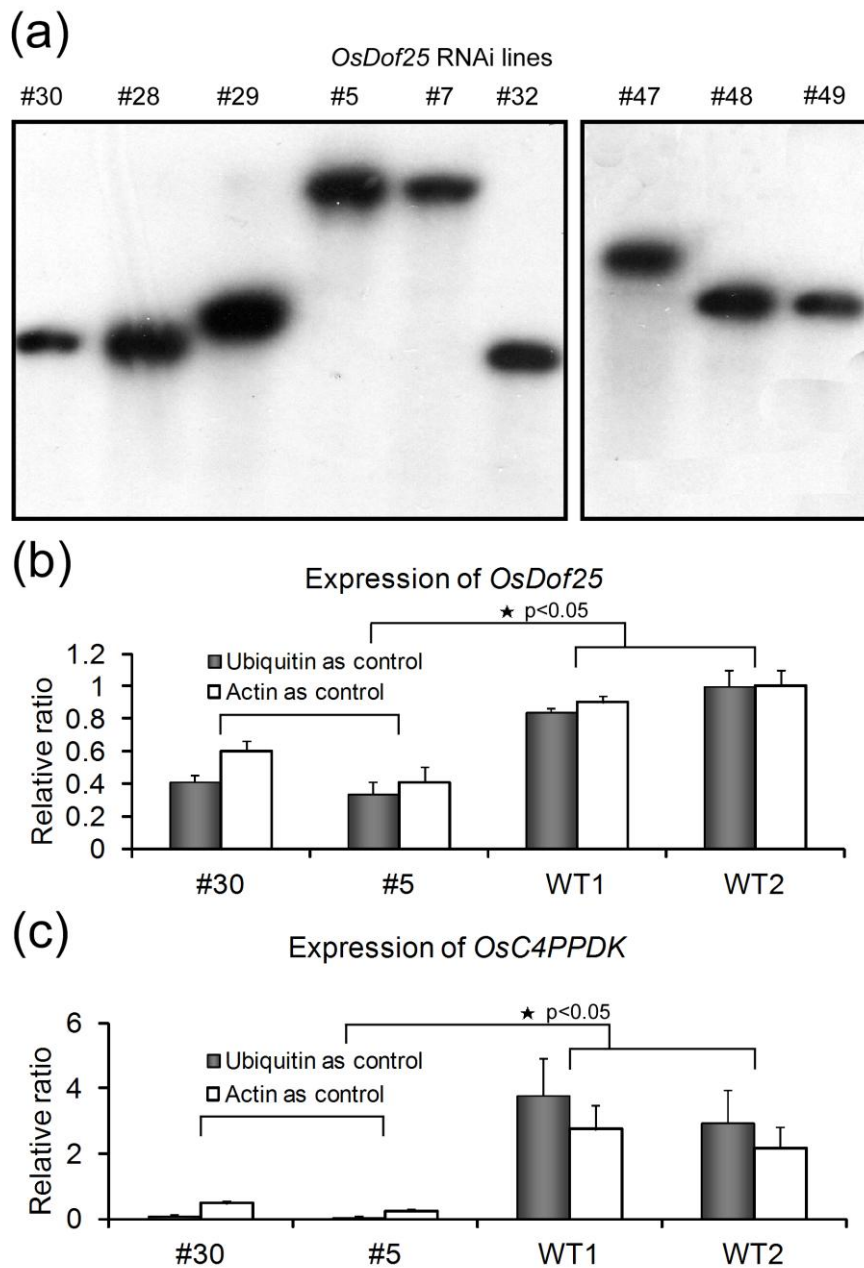 (a)
OsDof25 RNAi lines
#30 #28 #29 #5 #7 #32 #47 #48 #49
(b)
Expression of OsDof25
★ p<0.05
Ubiquitin as control
Actin as control
Relative ratio
1.2
1
0.8
0.6
0.4
0.2
0
#30 #5 WT1 WT2
(c)
Expression of OsC4PPDK
★ p<0.05
Ubiquitin as control
Actin as control
Relative ratio
6
4
2
0
#30 #5 WT1 WT2